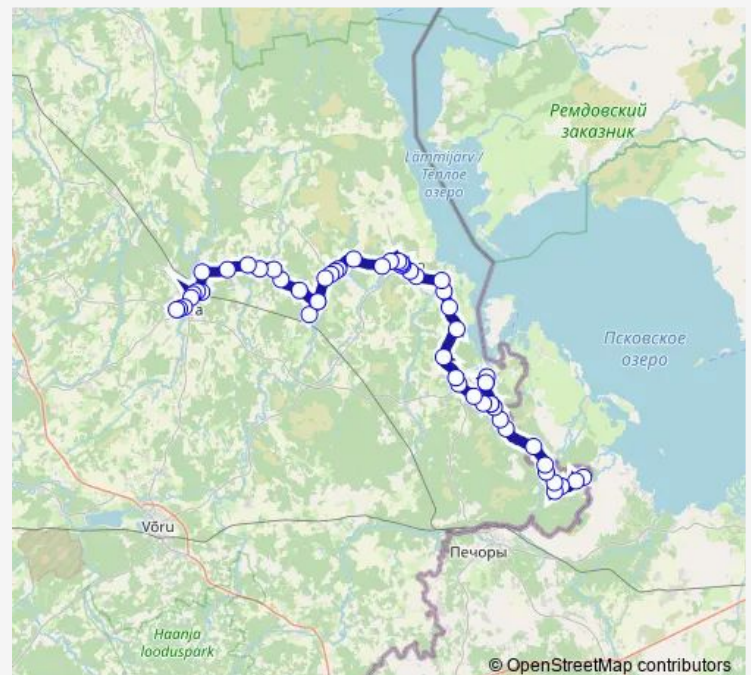 Ремдовский
заказник
Lämmijärv /
Теплое
озеро
Псковское
озеро
Võru
Печоры
Haanja
looduspark
© OpenStreetMap contributors